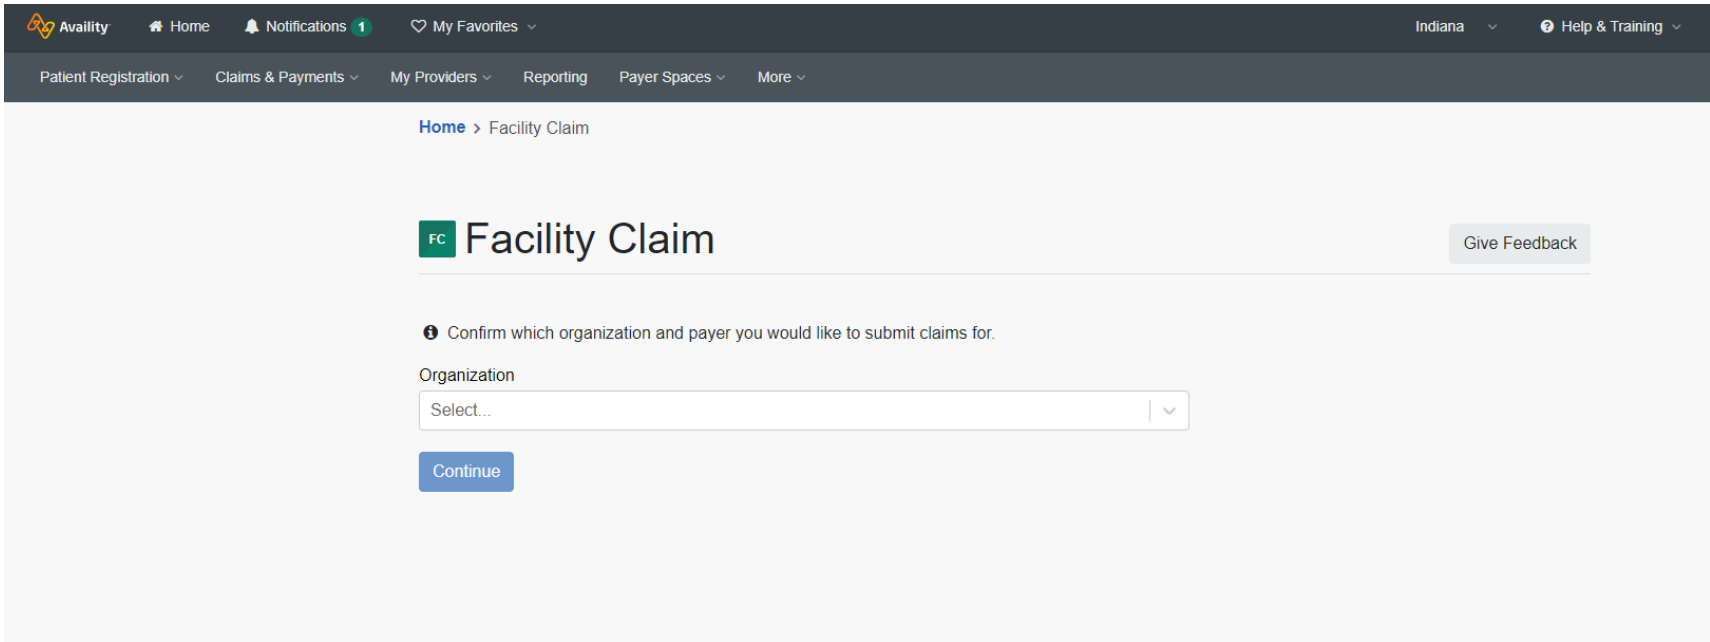 Availity Home Notifications 1 My Favorites Indiana Help & Training
Patient Registration Claims & Payments My Providers Reporting Payer Spaces More
Home > Facility Claim
FC Facility Claim Give Feedback
Confirm which organization and payer you would like to submit claims for.
Organization
Select...
Continue